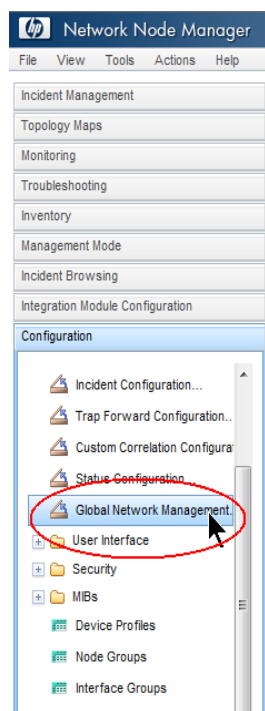 hp Network Node Manager
File View Tools Actions Help
Incident Management
Topology Maps
Monitoring
Troubleshooting
Inventory
Management Mode
Incident Browsing
Integration Module Configuration
Configuration
Incident Configuration...
Trap Forward Configuration..
Custom Correlation Configura
Status Configuration...
Global Network Management.
User Interface
Security
MIBs
Device Profiles
Node Groups
Interface Groups